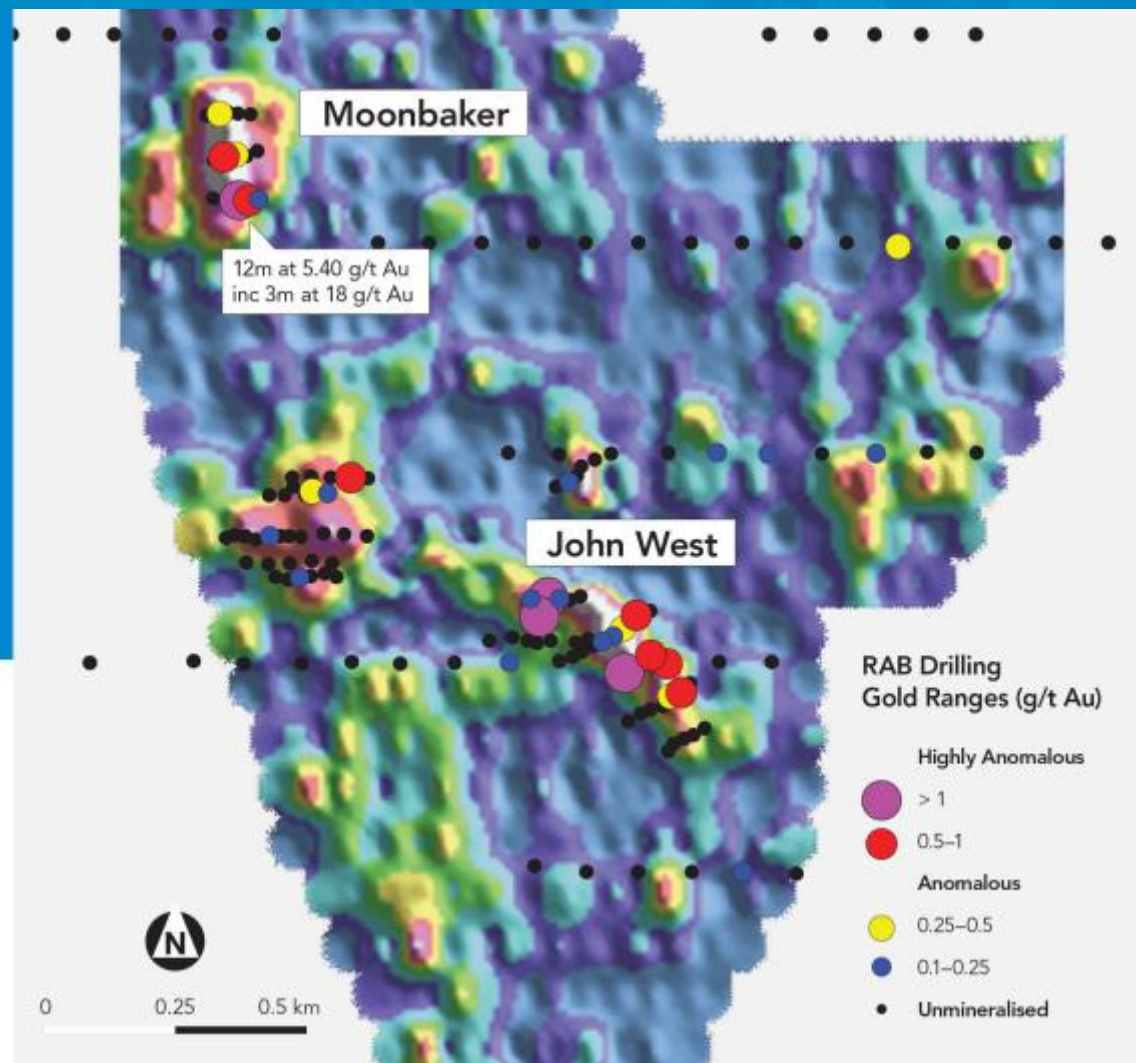 Moonbaker
12m at 5.40 g/t Au
inc 3m at 18 g/t Au
John West
RAB Drilling
Gold Ranges (g/t Au)
Highly Anomalous
> 1
0.5–1
Anomalous
0.25–0.5
0.1–0.25
Unmineralised
N
0 0.25 0.5 km